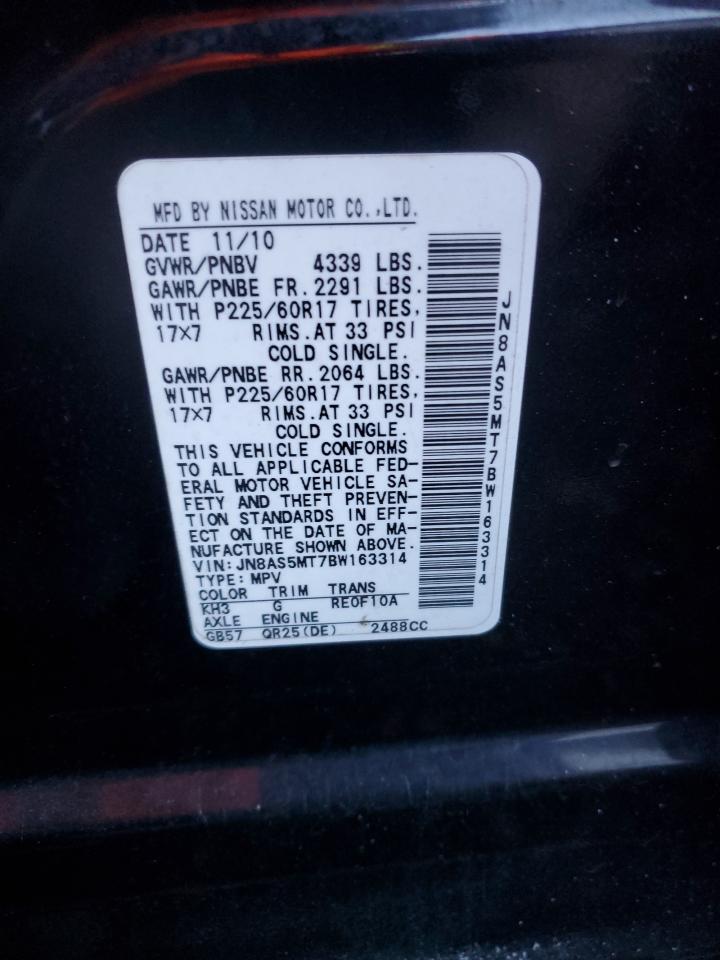 MFD BY NISSAN MOTOR CO.,LTD.
DATE 11/10
GVWR/PNBV 4339 LBS.
GAWR/PNBE FR.2291 LBS.
WITH P225/60R17 TIRES,
17X7 RIMS.AT 33 PSI
COLD SINGLE.
GAWR/PNBE RR.2064 LBS.
WITH P225/60R17 TIRES,
17X7 RIMS.AT 33 PSI
COLD SINGLE.
THIS VEHICLE CONFORMS
TO ALL APPLICABLE FED-
ERAL MOTOR VEHICLE SA-
FETY AND THEFT PREVEN-
TION STANDARDS IN EFF-
ECT ON THE DATE OF MA-
NUFACTURE SHOWN ABOVE.
VIN:JN8AS5MT7BW163314
TYPE:MPV
COLOR TRIM TRANS
KH3 G RE0F10A
AXLE ENGINE
GB57 QR25(DE) 2488CC
JN8AS5MT7BW163314